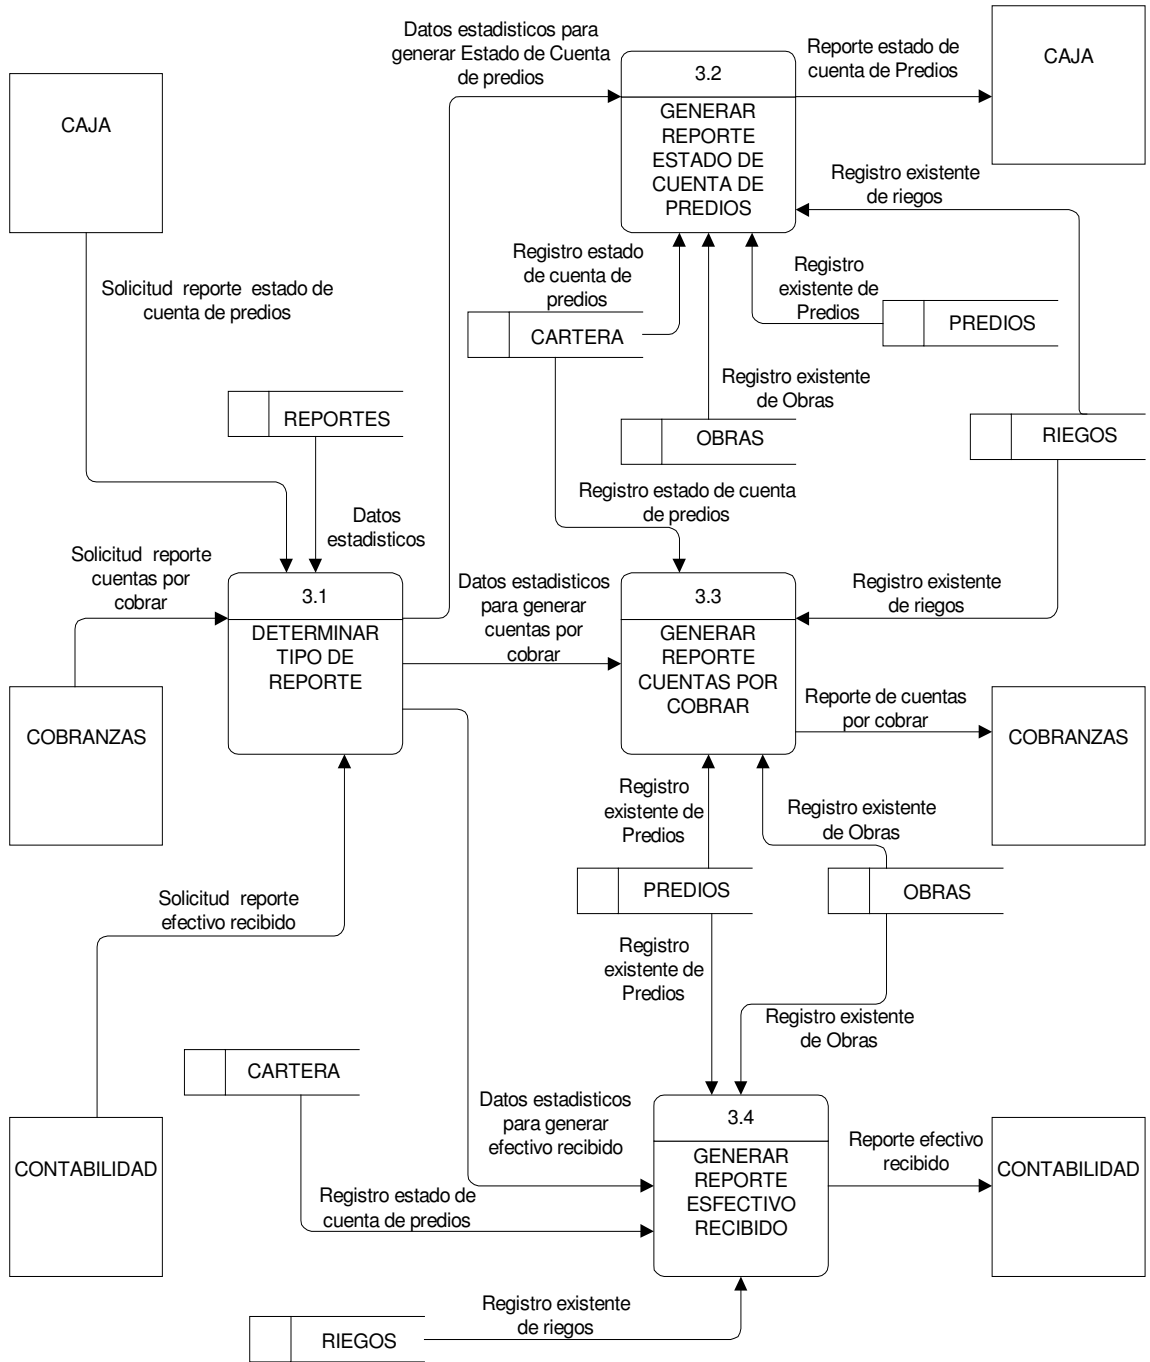 Datos estadisticos para
generar Estado de Cuenta
de predios
Reporte estado de
cuenta de Predios
CAJA
3.2
GENERAR
REPORTE
ESTADO DE
CUENTA DE
PREDIOS
CAJA
Registro existente
de riegos
Registro estado
de cuenta de
predios
Registro
existente de
Predios
Solicitud reporte estado de
cuenta de predios
CARTERA
PREDIOS
Registro existente
de Obras
REPORTES
OBRAS
RIEGOS
Registro estado de cuenta
de predios
Datos
estadisticos
Solicitud reporte
cuentas por
cobrar
Datos estadisticos
para generar
cuentas por
cobrar
Registro existente
de riegos
3.1
DETERMINAR
TIPO DE
REPORTE
3.3
GENERAR
REPORTE
CUENTAS POR
COBRAR
Reporte de cuentas
por cobrar
COBRANZAS
COBRANZAS
Registro
existente de
Predios
Registro existente
de Obras
PREDIOS
OBRAS
Solicitud reporte
efectivo recibido
Registro
existente de
Predios
Registro existente
de Obras
CARTERA
Datos estadisticos
para generar
efectivo recibido
3.4
GENERAR
REPORTE
ESFECTIVO
RECIBIDO
Reporte efectivo
recibido
CONTABILIDAD
CONTABILIDAD
Registro estado de
cuenta de predios
Registro existente
de riegos
RIEGOS